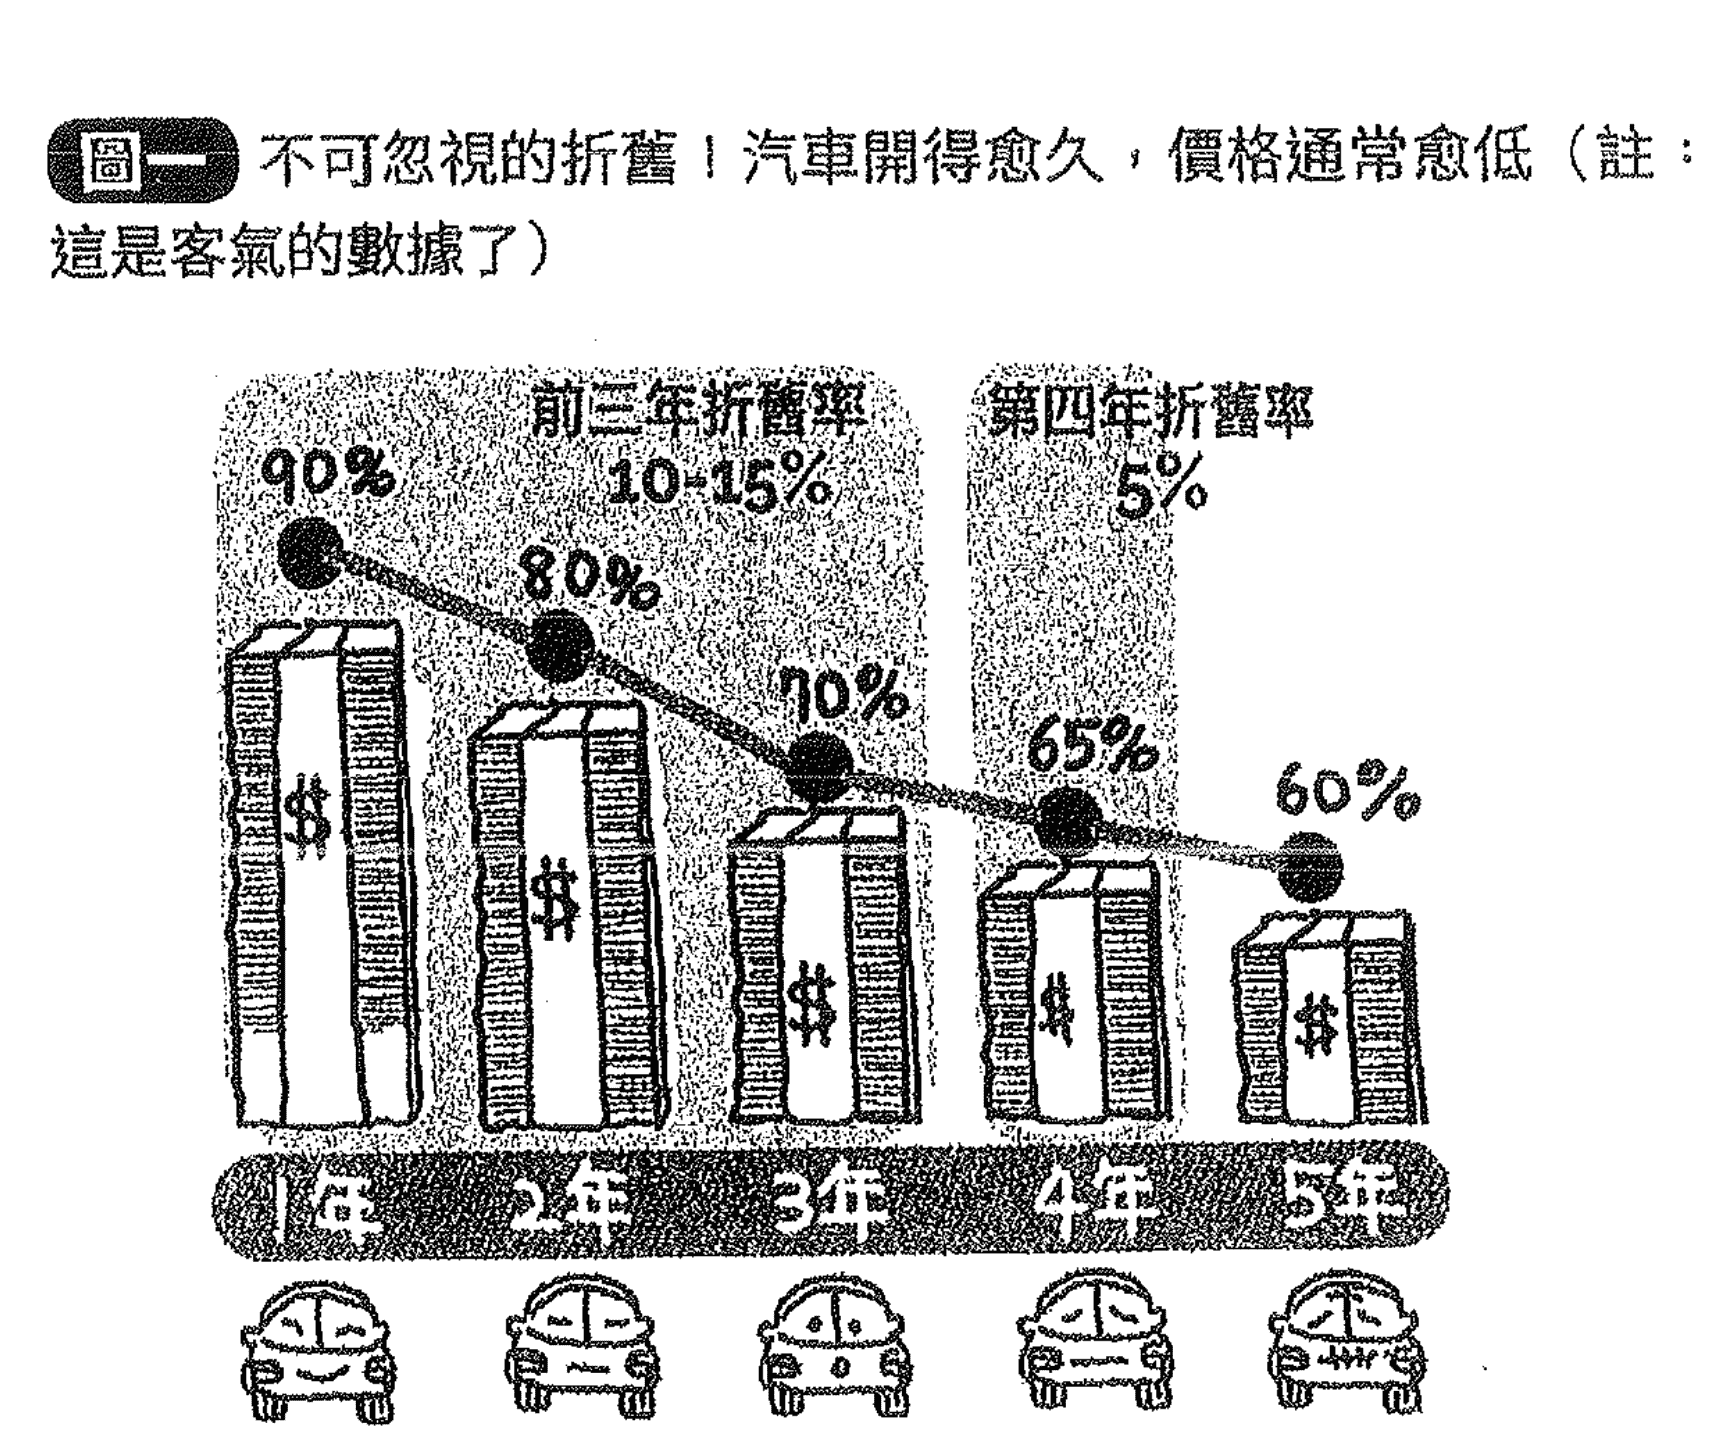 圖一 不可忽視的折舊！汽車開得愈久，價格通常愈低（註：
這是客氣的數據了）
前三年折舊率
10-15%
第四年折舊率
5%
90%
80%
70%
65%
60%
$
$
$
$
$
1年 2年 3年 4年 5年